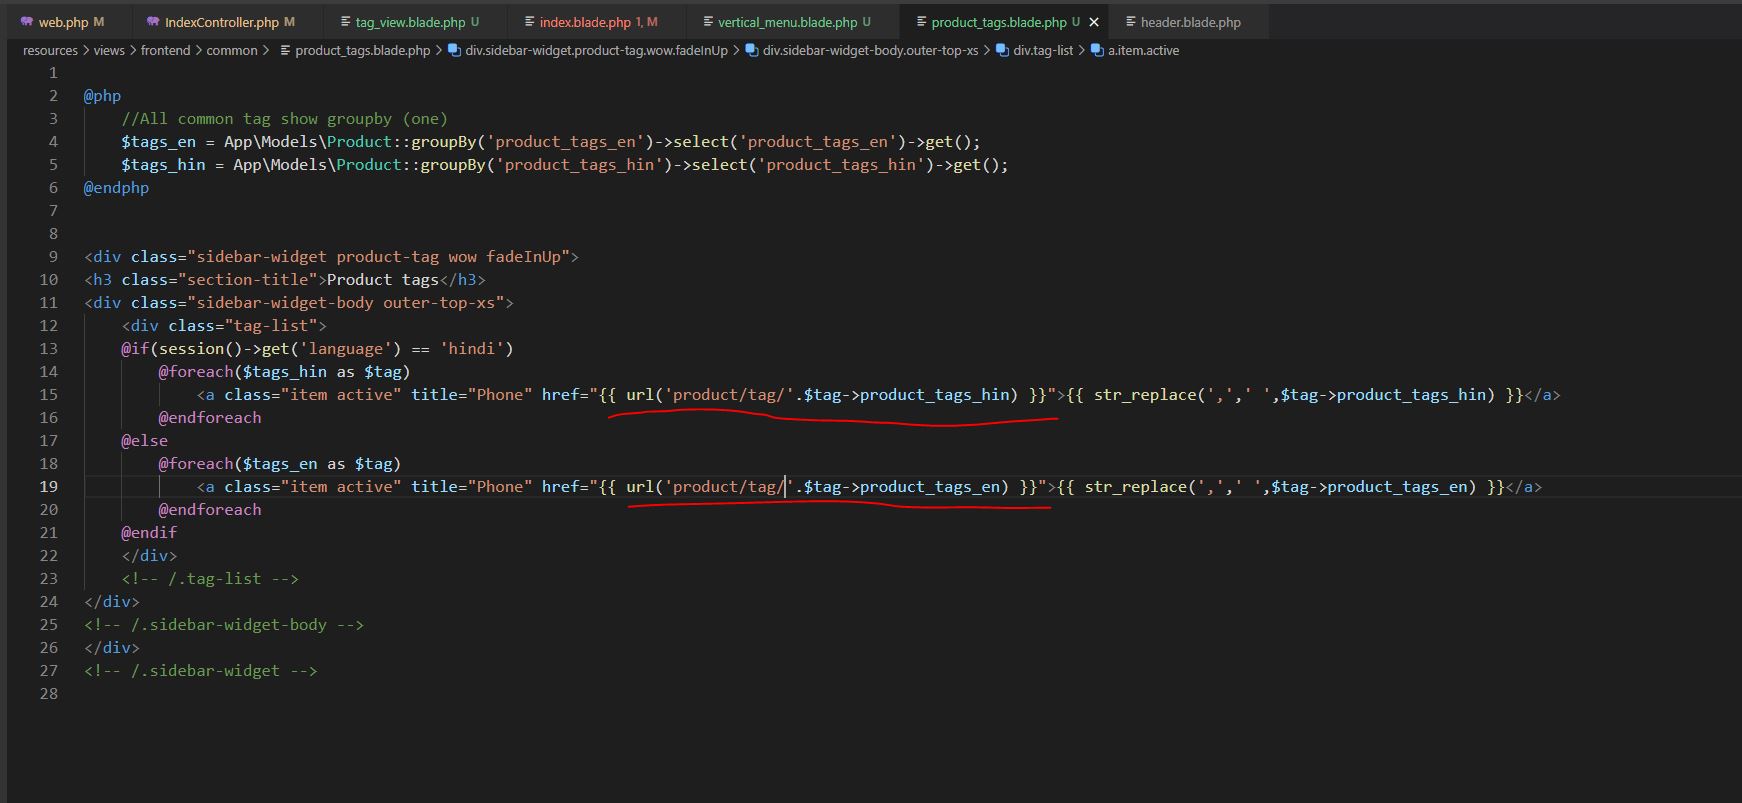 web.php M IndexController.php M tag_view.blade.php U index.blade.php 1, M vertical_menu.blade.php U product_tags.blade.php U × header.blade.php
resources > views > frontend > common > product_tags.blade.php > div.sidebar-widget.product-tag.wow.fadeInUp > div.sidebar-widget-body.outer-top-xs > div.tag-list > a.item.active
1
2 @php
3 //All common tag show groupby (one)
4 $tags_en = App\Models\Product::groupBy('product_tags_en')->select('product_tags_en')->get();
5 $tags_hin = App\Models\Product::groupBy('product_tags_hin')->select('product_tags_hin')->get();
6 @endphp
7
8
9 <div class="sidebar-widget product-tag wow fadeInUp">
10 <h3 class="section-title">Product tags</h3>
11 <div class="sidebar-widget-body outer-top-xs">
12 <div class="tag-list">
13 @if(session()->get('language') == 'hindi')
14 @foreach($tags_hin as $tag)
15 <a class="item active" title="Phone" href="{{ url('product/tag/'.$tag->product_tags_hin) }}">{{ str_replace(',',' ',$tag->product_tags_hin) }}</a>
16 @endforeach
17 @else
18 @foreach($tags_en as $tag)
19 <a class="item active" title="Phone" href="{{ url('product/tag/'.$tag->product_tags_en) }}">{{ str_replace(',',' ',$tag->product_tags_en) }}</a>
20 @endforeach
21 @endif
22 </div>
23 <!-- /.tag-list -->
24 </div>
25 <!-- /.sidebar-widget-body -->
26 </div>
27 <!-- /.sidebar-widget -->
28